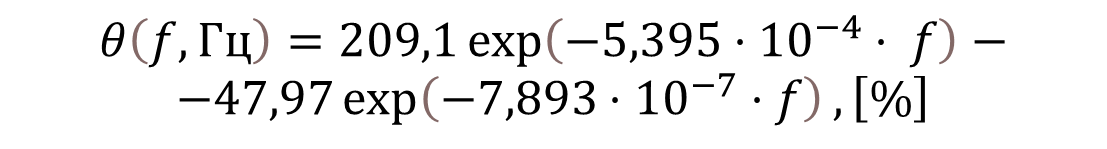 θ(f,Гц) = 209,1 exp(−5,395 · 10⁻⁴ · f) −
−47,97 exp(−7,893 · 10⁻⁷ · f) , [%]